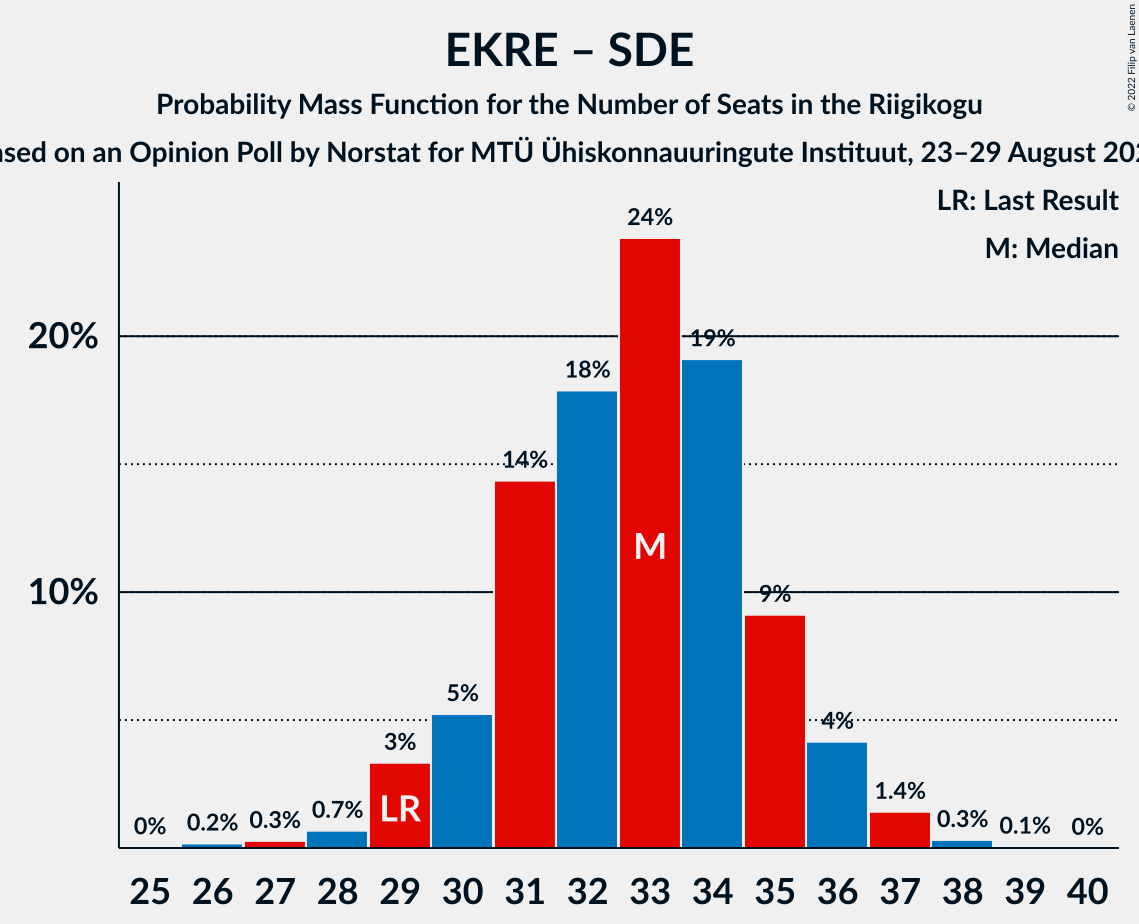 EKRE – SDE
Probability Mass Function for the Number of Seats in the Riigikogu
on an Opinion Poll by Norstat for MTÜ Ühiskonnauuringute Instituut, 23–29 August
© 2022 Filip van Laenen
LR: Last Result
M: Median
24%
20%
19%
18%
14%
M
10%
9%
5%
4%
3%
1.4%
LR
0.7%
0% 0.2% 0.3% 0.3% 0.1% 0%
25 26 27 28 29 30 31 32 33 34 35 36 37 38 39 40